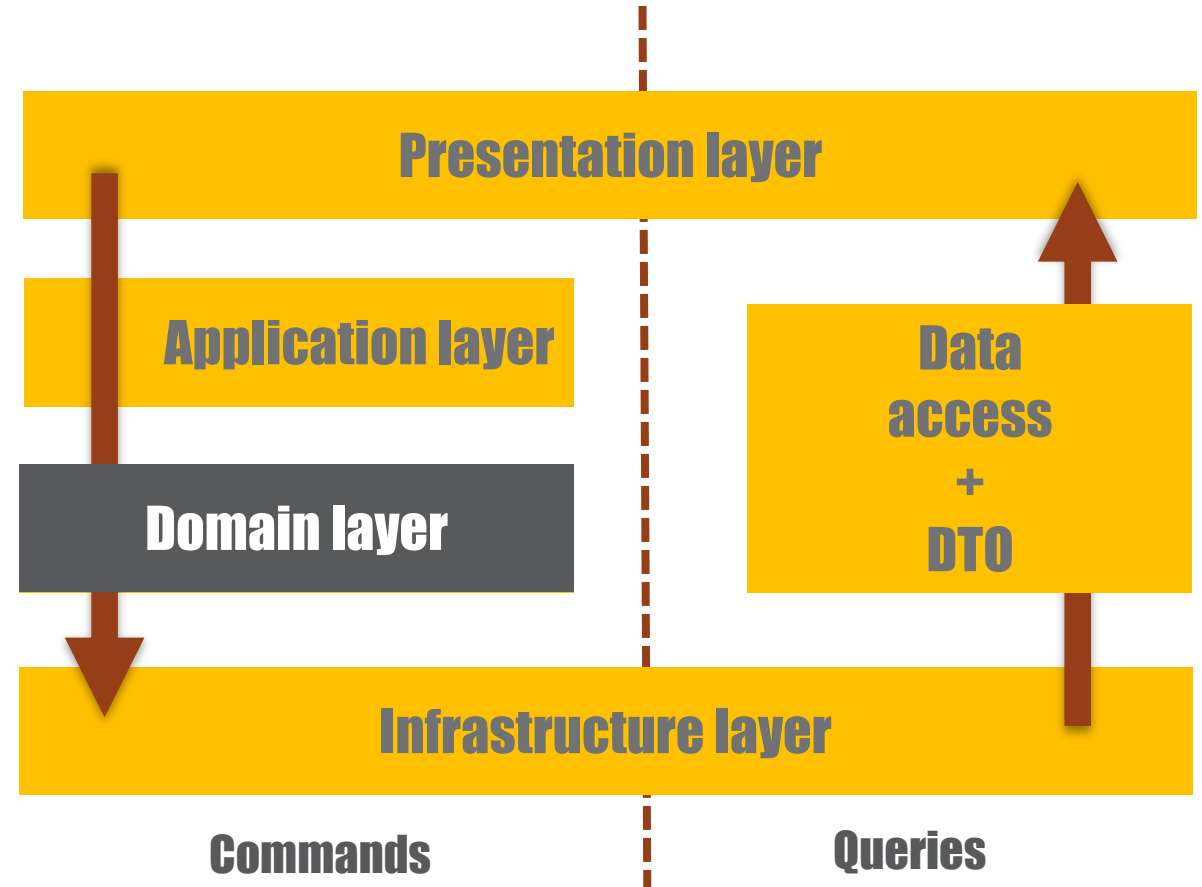 Presentation layer
Application layer
Data
access
+
DTO
Domain layer
Infrastructure layer
Commands
Queries